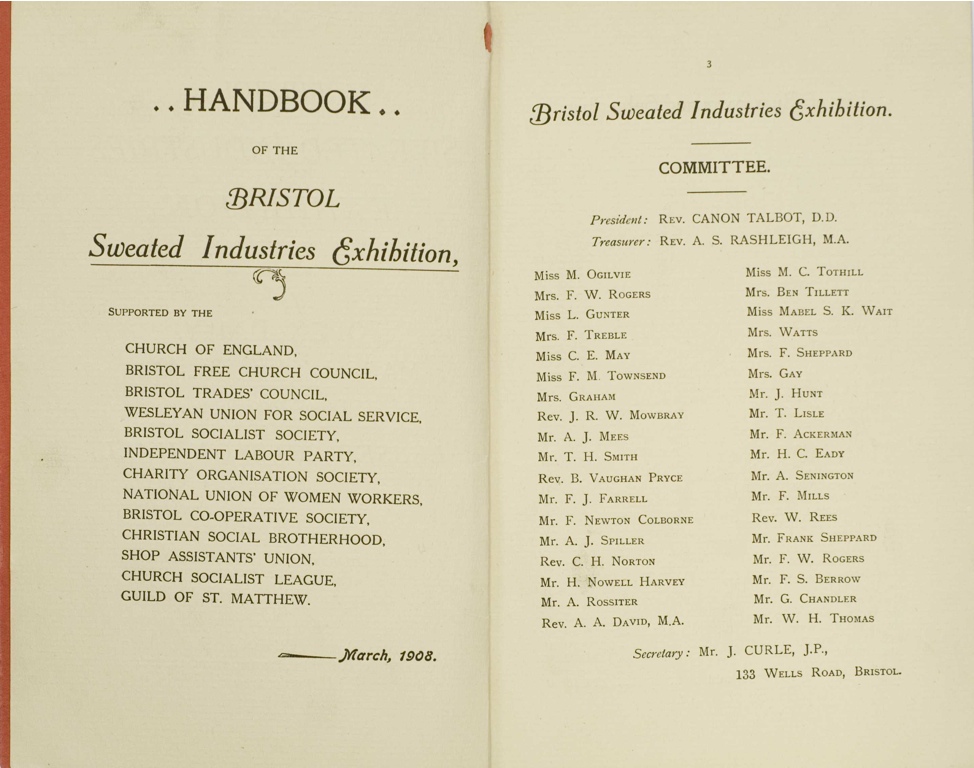 ..HANDBOOK..
OF THE
BRISTOL
Sweated Industries Exhibition,
SUPPORTED BY THE
CHURCH OF ENGLAND,
BRISTOL FREE CHURCH COUNCIL,
BRISTOL TRADES' COUNCIL,
WESLEYAN UNION FOR SOCIAL SERVICE,
BRISTOL SOCIALIST SOCIETY,
INDEPENDENT LABOUR PARTY,
CHARITY ORGANISATION SOCIETY,
NATIONAL UNION OF WOMEN WORKERS,
BRISTOL CO-OPERATIVE SOCIETY,
CHRISTIAN SOCIAL BROTHERHOOD,
SHOP ASSISTANTS' UNION,
CHURCH SOCIALIST LEAGUE,
GUILD OF ST. MATTHEW.
March, 1908.
3
Bristol Sweated Industries Exhibition.
COMMITTEE.
President: REV. CANON TALBOT, D.D.
Treasurer: REV. A. S. RASHLEIGH, M.A.
Miss M. OGILVIE
Mrs. F. W. ROGERS
Miss L. GUNTER
Mrs. F. TREBLE
Miss C. E. MAY
Miss F. M. TOWNSEND
Mrs. GRAHAM
Rev. J. R. W. MOWBRAY
Mr. A. J. MEES
Mr. T. H. SMITH
Rev. B. VAUGHAN PRYCE
Mr. F. J. FARRELL
Mr. F. NEWTON COLBORNE
Mr. A. J. SPILLER
Rev. C. H. NORTON
Mr. H. NOWELL HARVEY
Mr. A. ROSSITER
Rev. A. A. DAVID, M.A.
Miss M. C. TOTHILL
Mrs. BEN TILLETT
Miss MABEL S. K. WAIT
Mrs. WATTS
Mrs. F. SHEPPARD
Mrs. GAY
Mr. J. HUNT
Mr. T. LISLE
Mr. F. ACKERMAN
Mr. H. C. EADY
Mr. A. SENINGTON
Mr. F. MILLS
Rev. W. REES
Mr. FRANK SHEPPARD
Mr. F. W. ROGERS
Mr. F. S. BERROW
Mr. G. CHANDLER
Mr. W. H. THOMAS
Secretary: Mr. J. CURLE, J.P.,
133 WELLS ROAD, BRISTOL.